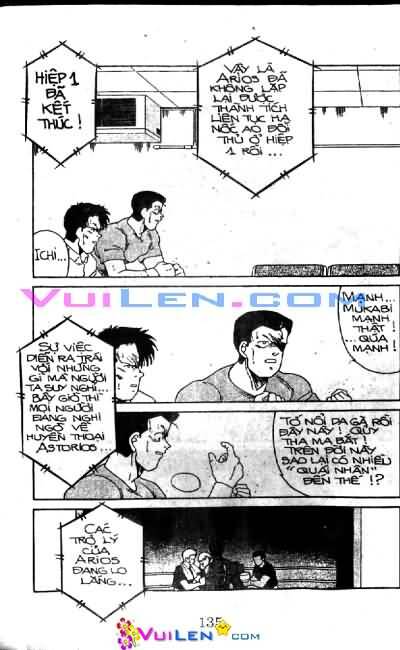 HIỆP 1
ĐÃ
KẾT
THÚC!
VẬY LÀ
ARIOS ĐÃ
KHÔNG LẬP
LẠI ĐƯỢC
THÀNH TÍCH
LIÊN TỤC HẠ
NỐC AO ĐỐI
THỦ Ở HIỆP
1 RỒI...
ICHI...
MẠNH...
MUKABI
MẠNH
THẬT!
...QUÁ
MẠNH!
SỰ VIỆC
DIỄN RA TRÁI
VỚI NHỮNG
GÌ MÀ NGƯỜI
TA SUY NGHĨ...
BÂY GIỜ THÌ
MỌI NGƯỜI
ĐANG NGHI
NGỜ VỀ
HUYỀN THOẠI
ASTORIOS...
TỚ NỔI DA GÀ RỒI
ĐÂY NÀY! QUỶ
THA MA BẮT!
TRÊN ĐỜI NÀY
SAO LẠI CÓ NHIỀU
"QUÁI NHÂN"
ĐẾN THẾ!?
CÁC
TRỢ LÝ
CỦA
ARIOS
ĐANG LO
LẮNG...
135
VuiLen.com
VuiLen.com